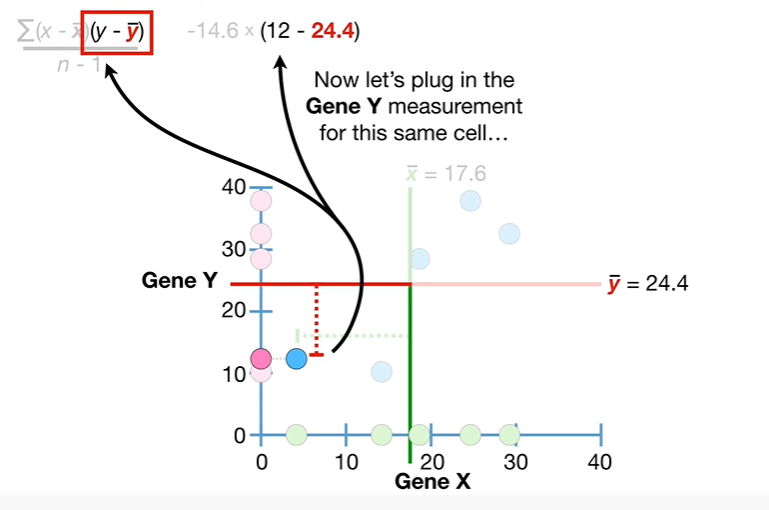 ∑(x - x̅)(y - y̅)
n - 1
-14.6 × (12 - 24.4)
Now let's plug in the
Gene Y measurement
for this same cell…
x̅ = 17.6
40
30
Gene Y
y̅ = 24.4
20
10
0
0 10 20 30 40
Gene X